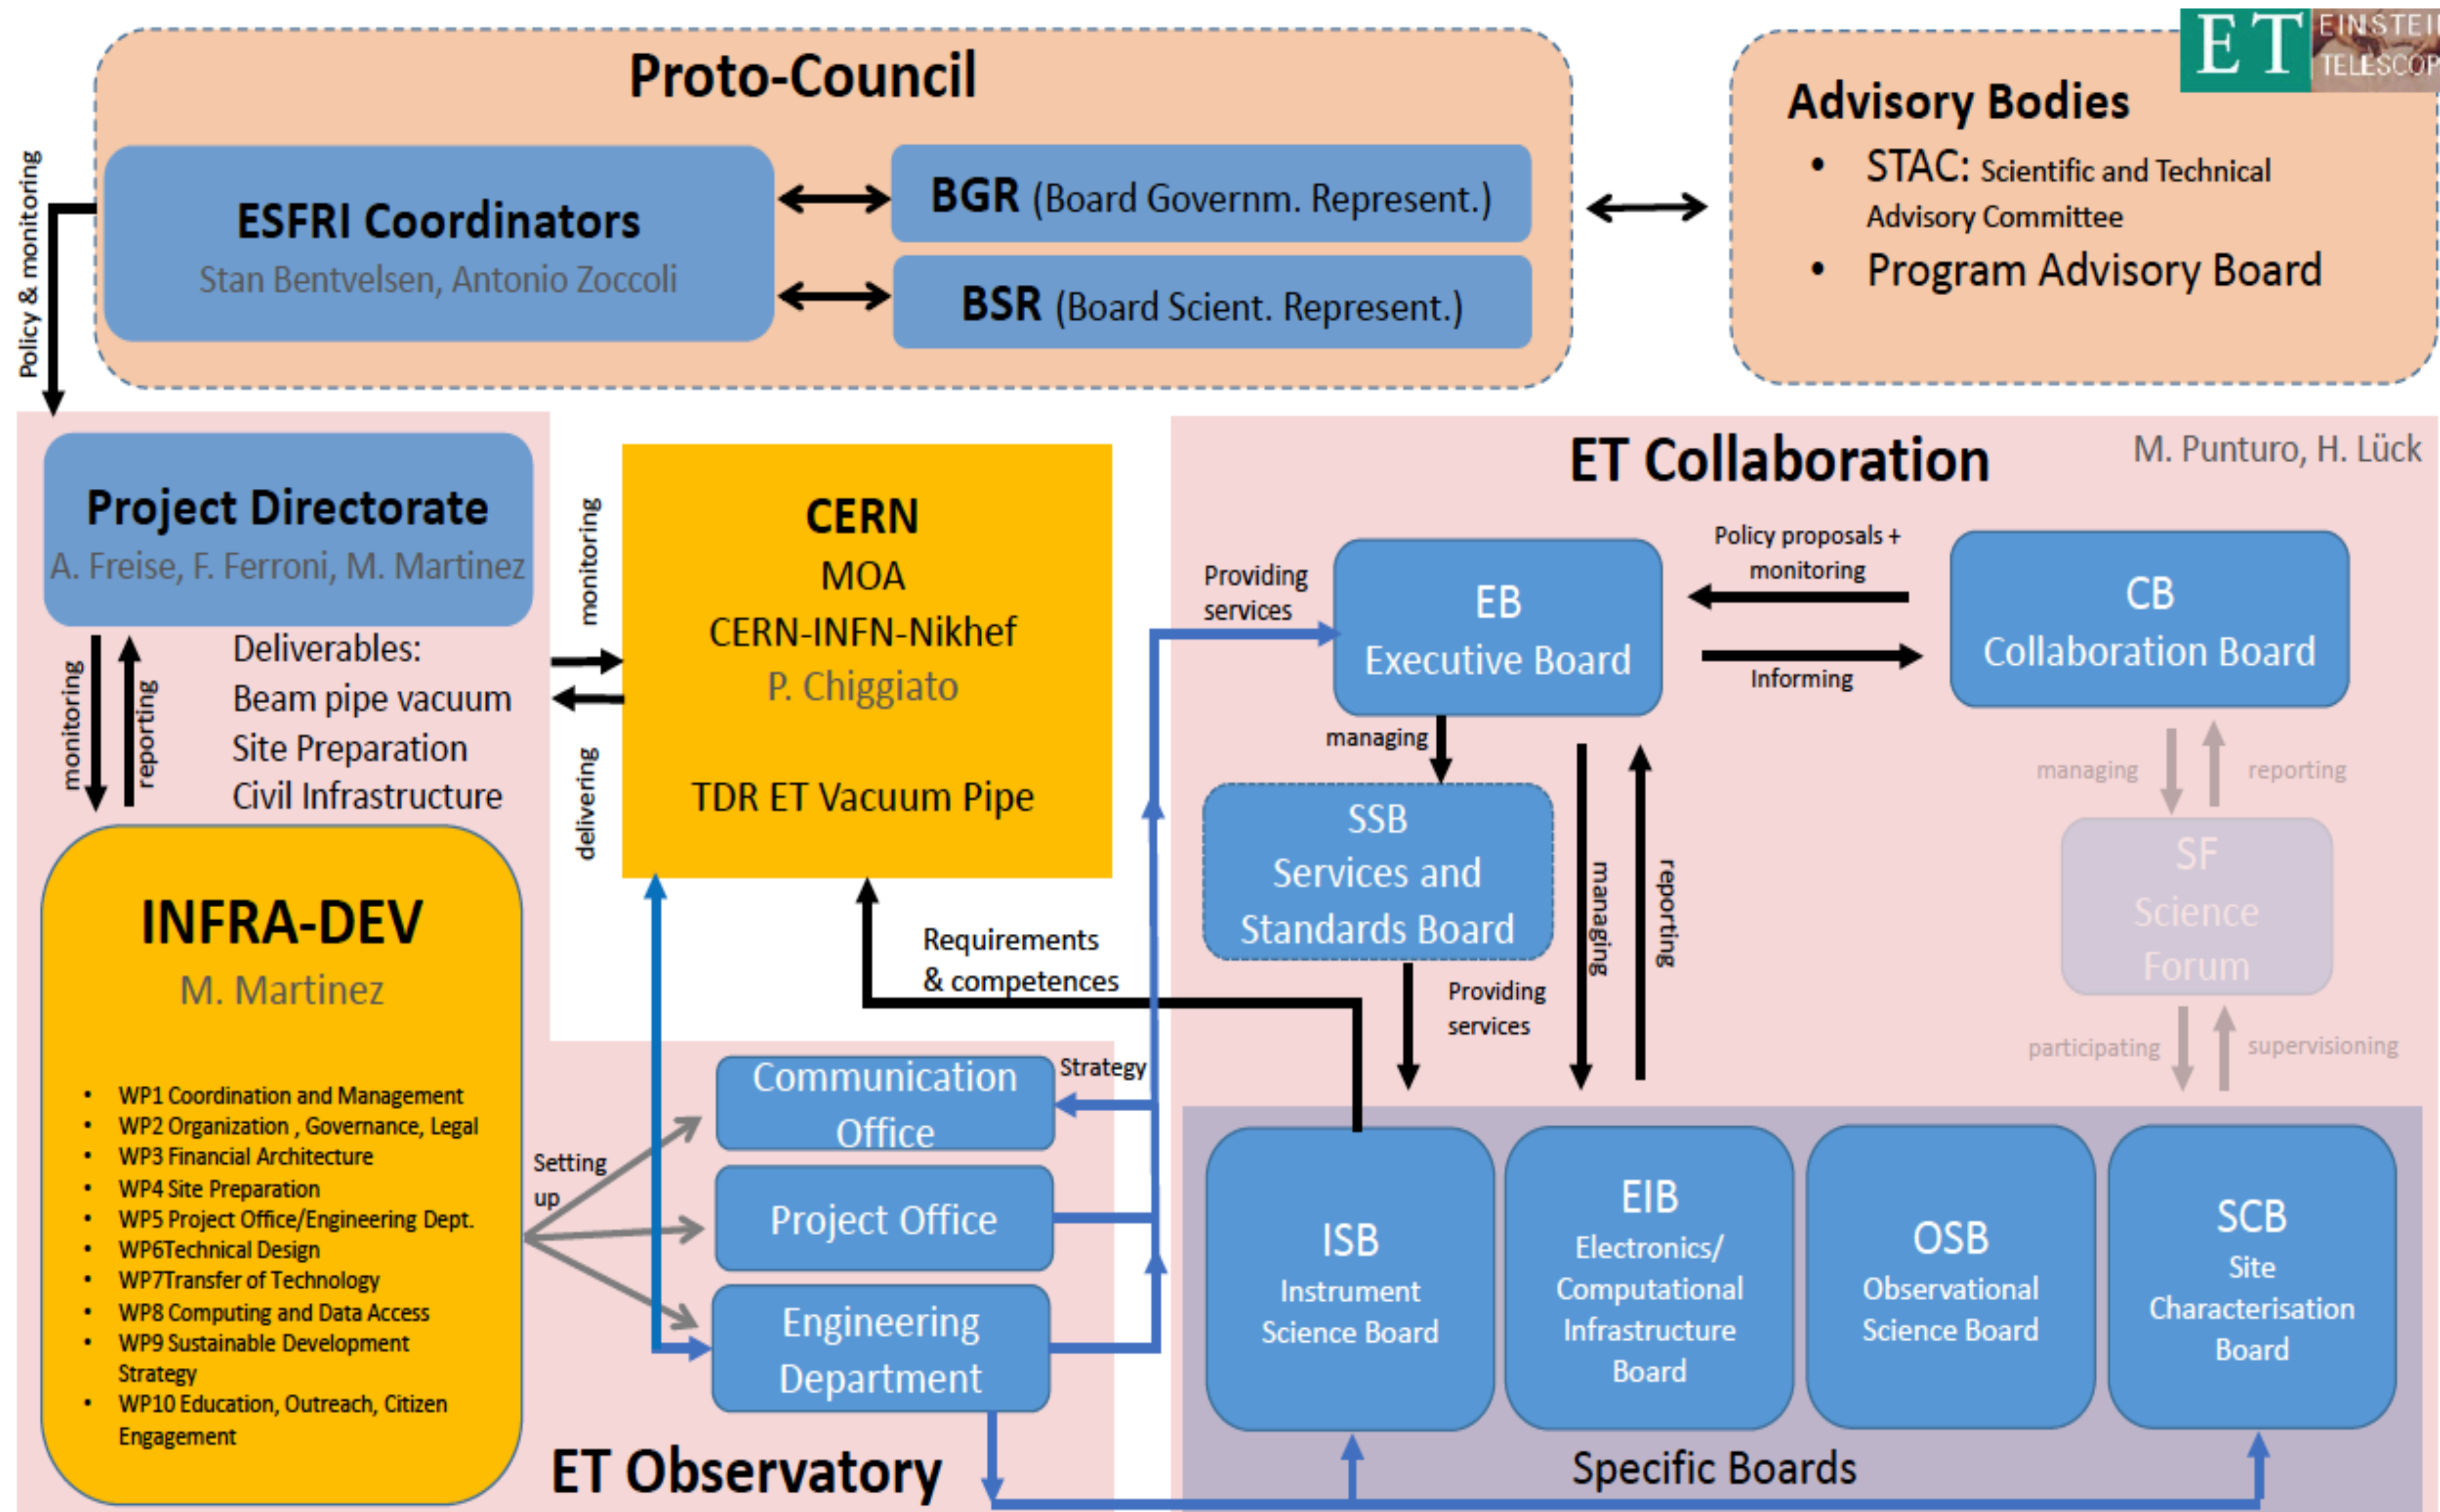 Proto-Council
ESFRI Coordinators
Stan Bentvelsen, Antonio Zoccoli
BGR (Board Governm. Represent.)
BSR (Board Scient. Represent.)
ET
EINSTEI
TELESCOP
Advisory Bodies
• STAC: Scientific and Technical
Advisory Committee
• Program Advisory Board
Policy & monitoring
Project Directorate
A. Freise, F. Ferroni, M. Martinez
monitoring
reporting
Deliverables:
Beam pipe vacuum
Site Preparation
Civil Infrastructure
monitoring
delivering
CERN
MOA
CERN-INFN-Nikhef
P. Chiggiato
TDR ET Vacuum Pipe
INFRA-DEV
M. Martinez
• WP1 Coordination and Management
• WP2 Organization , Governance, Legal
• WP3 Financial Architecture
• WP4 Site Preparation
• WP5 Project Office/Engineering Dept.
• WP6Technical Design
• WP7Transfer of Technology
• WP8 Computing and Data Access
• WP9 Sustainable Development
Strategy
• WP10 Education, Outreach, Citizen
Engagement
Setting
up
Communication
Office
Project Office
Engineering
Department
ET Observatory
Strategy
Requirements
& competences
ET Collaboration
M. Punturo, H. Lück
Providing
services
EB
Executive Board
Policy proposals +
monitoring
Informing
CB
Collaboration Board
managing
SSB
Services and
Standards Board
Providing
services
managing
reporting
managing
reporting
SF
Science
Forum
participating
supervisioning
ISB
Instrument
Science Board
EIB
Electronics/
Computational
Infrastructure
Board
OSB
Observational
Science Board
SCB
Site
Characterisation
Board
Specific Boards